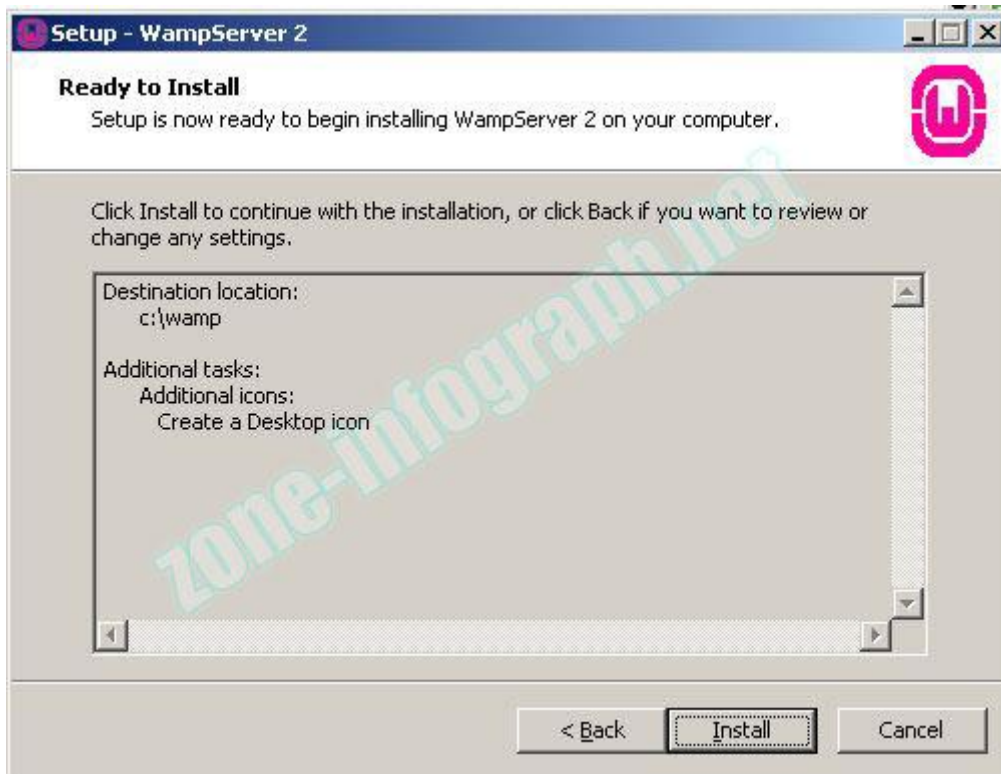 Setup - WampServer 2
Ready to Install
Setup is now ready to begin installing WampServer 2 on your computer.
Click Install to continue with the installation, or click Back if you want to review or
change any settings.
Destination location:
c:\wamp
Additional tasks:
Additional icons:
Create a Desktop icon
zone-infograph.net
< Back
Install
Cancel